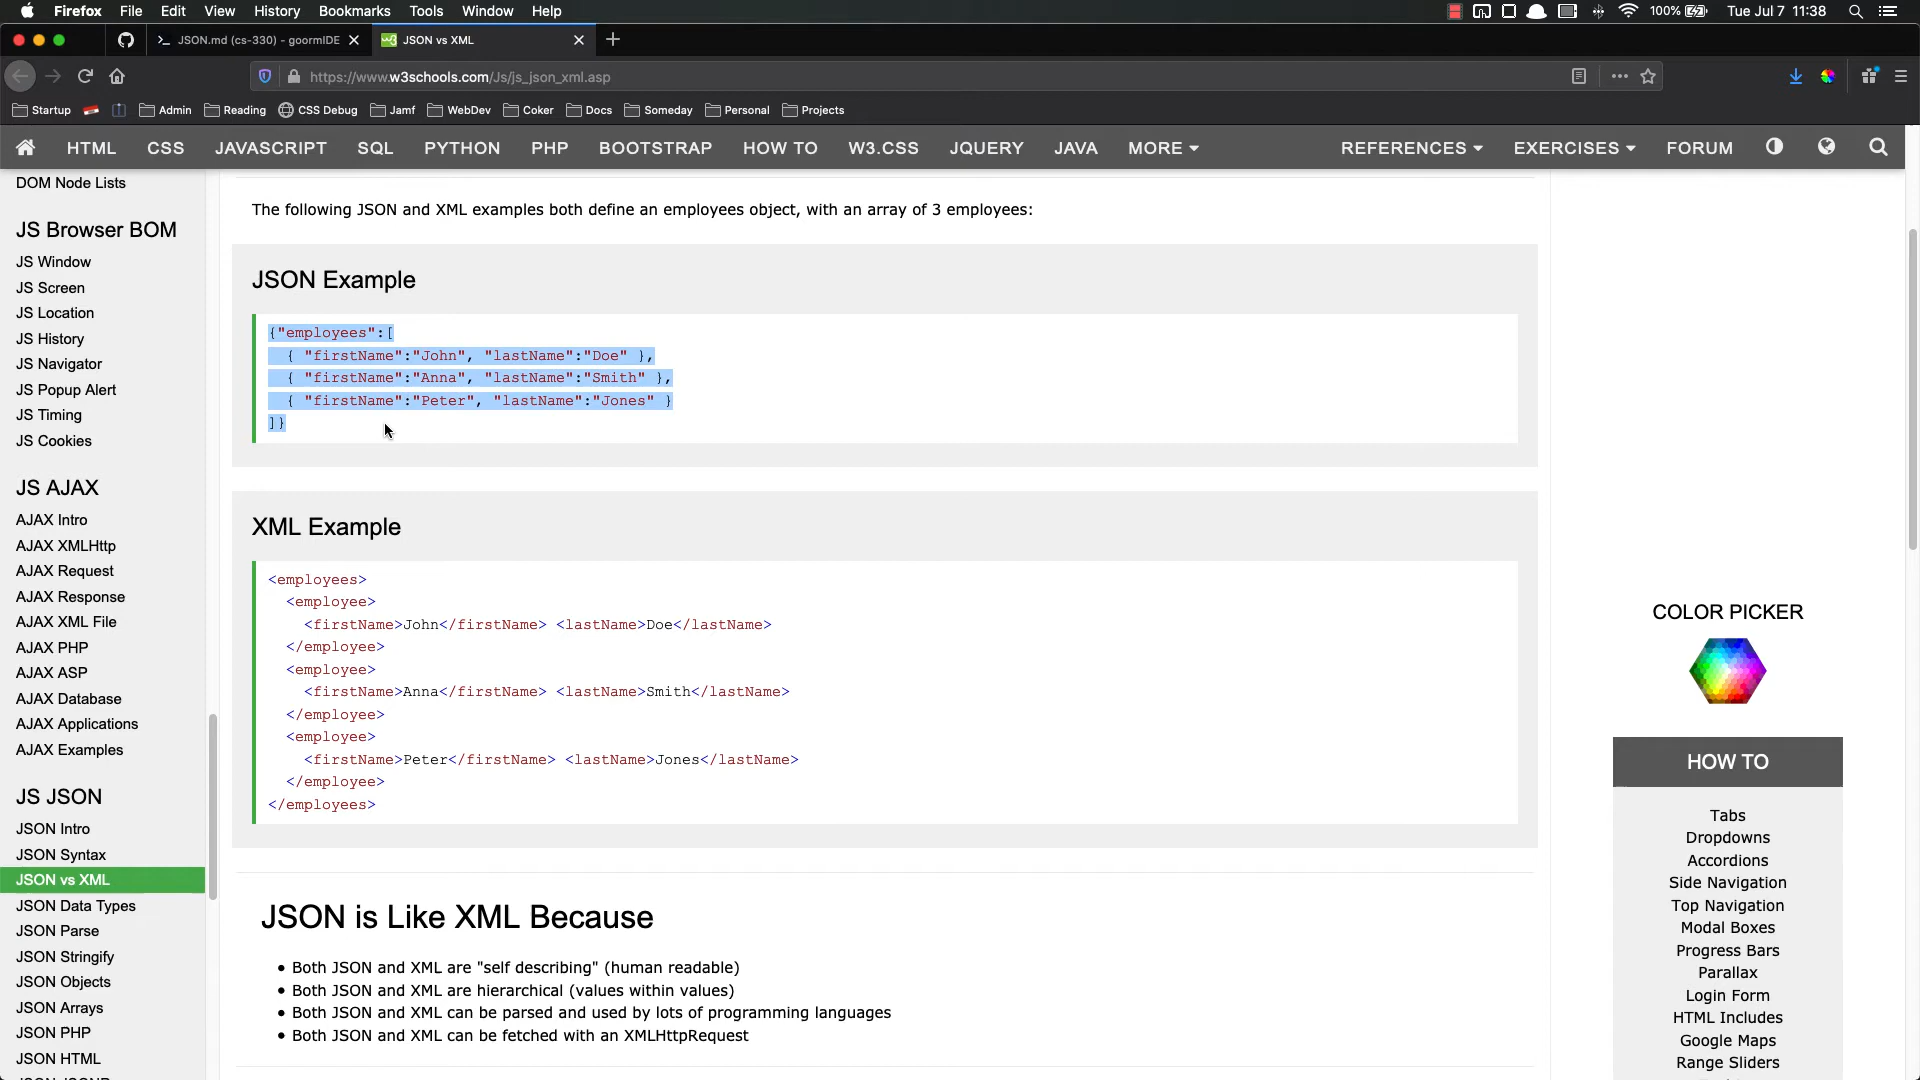 Firefox File Edit View History Bookmarks Tools Window Help 100% Tue Jul 7 11:38
JSON.md (cs-330) - goormIDE JSON vs XML
https://www.w3schools.com/Js/js_json_xml.asp
Startup Admin Reading CSS Debug Jamf WebDev Coker Docs Someday Personal Projects
HTML CSS JAVASCRIPT SQL PYTHON PHP BOOTSTRAP HOW TO W3.CSS JQUERY JAVA MORE REFERENCES EXERCISES FORUM
DOM Node Lists
JS Browser BOM
JS Window
JS Screen
JS Location
JS History
JS Navigator
JS Popup Alert
JS Timing
JS Cookies
JS AJAX
AJAX Intro
AJAX XMLHttp
AJAX Request
AJAX Response
AJAX XML File
AJAX PHP
AJAX ASP
AJAX Database
AJAX Applications
AJAX Examples
JS JSON
JSON Intro
JSON Syntax
JSON vs XML
JSON Data Types
JSON Parse
JSON Stringify
JSON Objects
JSON Arrays
JSON PHP
JSON HTML
The following JSON and XML examples both define an employees object, with an array of 3 employees:
JSON Example
{"employees":[
  { "firstName":"John", "lastName":"Doe" },
  { "firstName":"Anna", "lastName":"Smith" },
  { "firstName":"Peter", "lastName":"Jones" }
]}
XML Example
<employees>
  <employee>
    <firstName>John</firstName> <lastName>Doe</lastName>
  </employee>
  <employee>
    <firstName>Anna</firstName> <lastName>Smith</lastName>
  </employee>
  <employee>
    <firstName>Peter</firstName> <lastName>Jones</lastName>
  </employee>
</employees>
JSON is Like XML Because
• Both JSON and XML are "self describing" (human readable)
• Both JSON and XML are hierarchical (values within values)
• Both JSON and XML can be parsed and used by lots of programming languages
• Both JSON and XML can be fetched with an XMLHttpRequest
COLOR PICKER
HOW TO
Tabs
Dropdowns
Accordions
Side Navigation
Top Navigation
Modal Boxes
Progress Bars
Parallax
Login Form
HTML Includes
Google Maps
Range Sliders